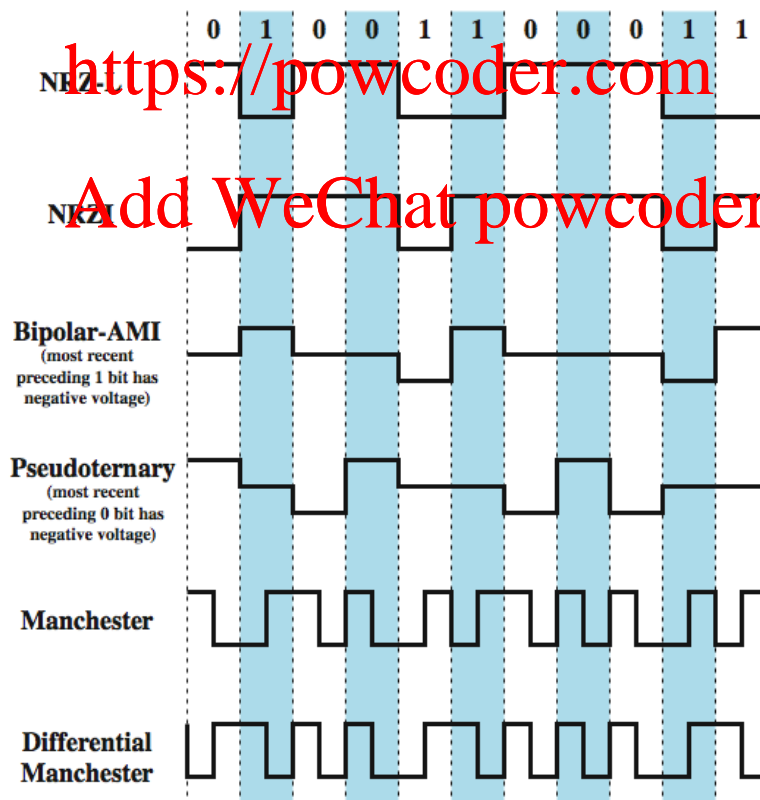 0 1 0 0 1 1 0 0 0 1 1
NRZ-L
https://powcoder.com
NRZI
Add WeChat powcoder
Bipolar-AMI
(most recent
preceding 1 bit has
negative voltage)
Pseudoternary
(most recent
preceding 0 bit has
negative voltage)
Manchester
Differential
Manchester